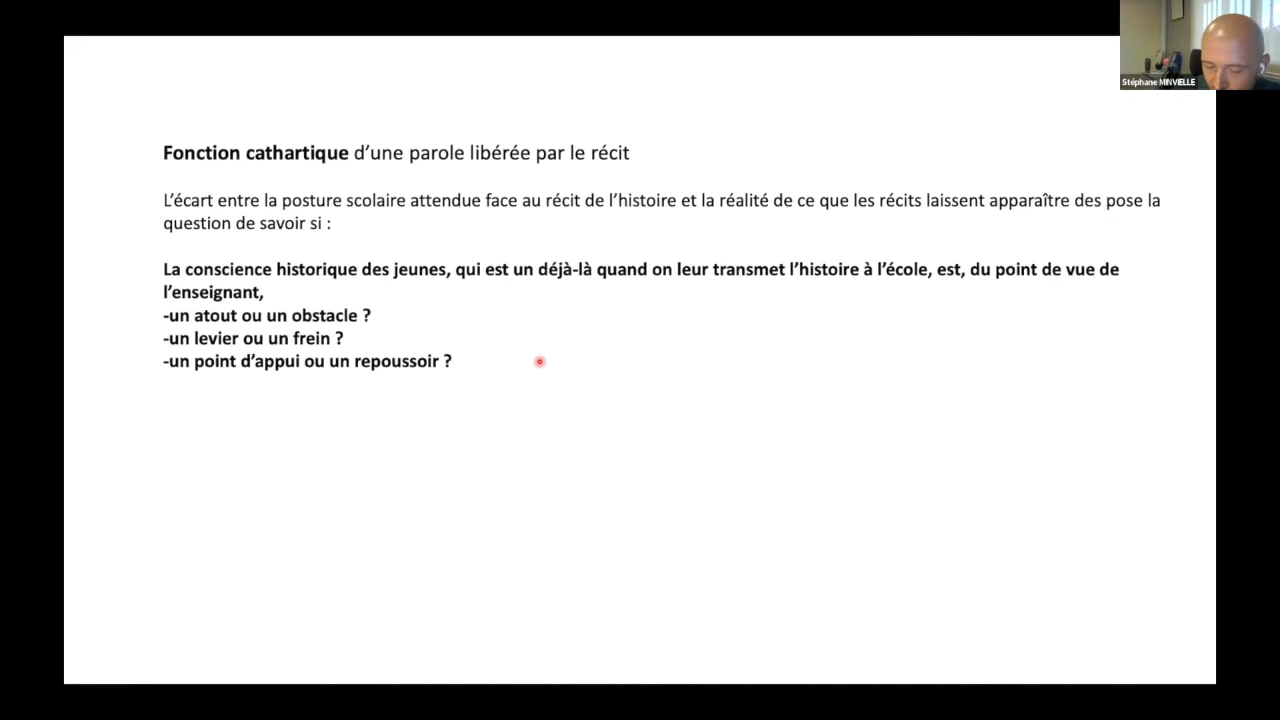 Stéphane MINVIELLE
Fonction cathartique d’une parole libérée par le récit
L’écart entre la posture scolaire attendue face au récit de l’histoire et la réalité de ce que les récits laissent apparaître des pose la
question de savoir si :
La conscience historique des jeunes, qui est un déjà-là quand on leur transmet l’histoire à l’école, est, du point de vue de
l’enseignant,
-un atout ou un obstacle ?
-un levier ou un frein ?
-un point d’appui ou un repoussoir ?